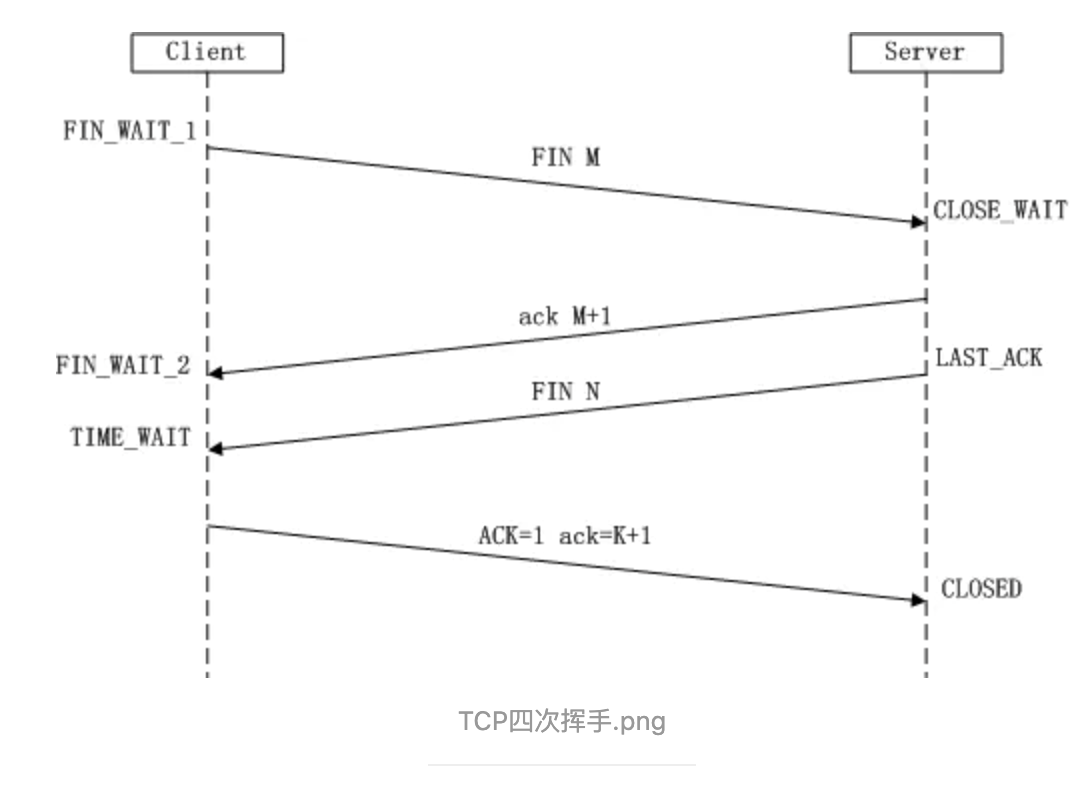 Client
Server
FIN_WAIT_1
FIN M
CLOSE_WAIT
ack M+1
FIN_WAIT_2
LAST_ACK
FIN N
TIME_WAIT
ACK=1 ack=K+1
CLOSED
TCP四次挥手.png